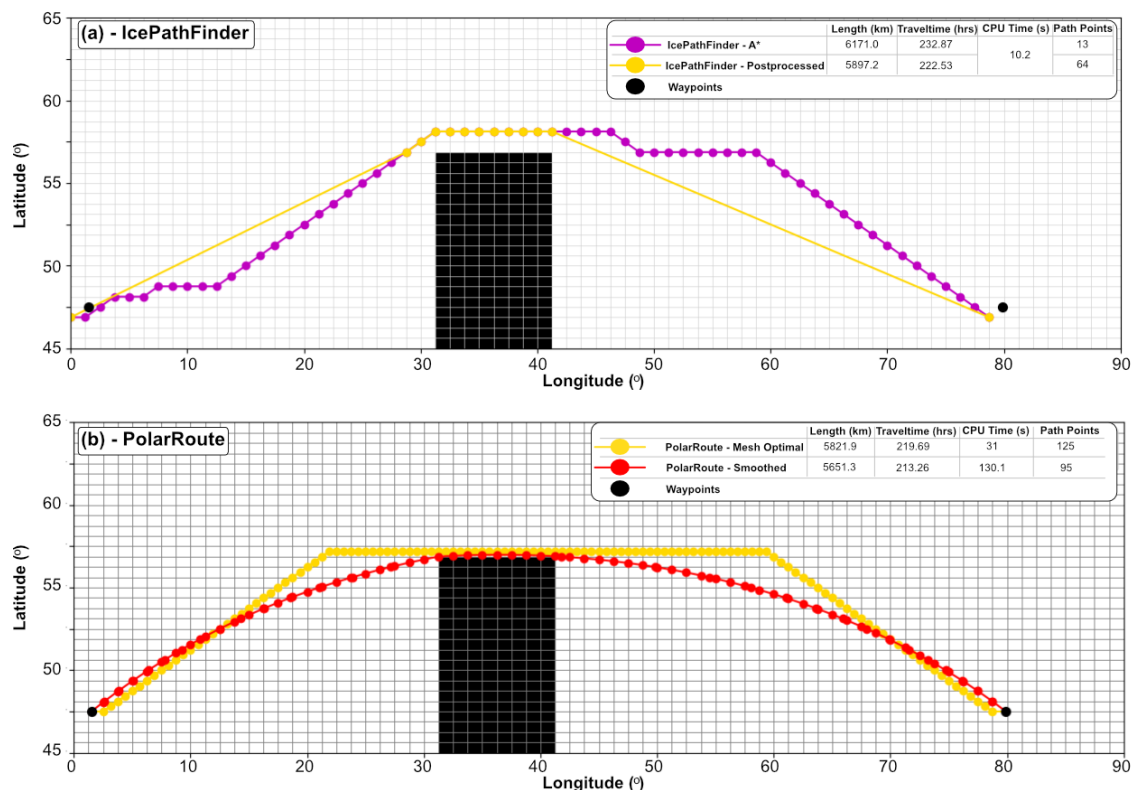 (a) - IcePathFinder
Length (km) Traveltime (hrs) CPU Time (s) Path Points
IcePathFinder - A* 6171.0 232.87 10.2 13
IcePathFinder - Postprocessed 5897.2 222.53 64
Waypoints
65
60
55
50
45
Latitude (°)
0 10 20 30 40 50 60 70 80 90
Longitude (°)
(b) - PolarRoute
Length (km) Traveltime (hrs) CPU Time (s) Path Points
PolarRoute - Mesh Optimal 5821.9 219.69 31 125
PolarRoute - Smoothed 5651.3 213.26 130.1 95
Waypoints
65
60
55
50
45
Latitude (°)
0 10 20 30 40 50 60 70 80 90
Longitude (°)